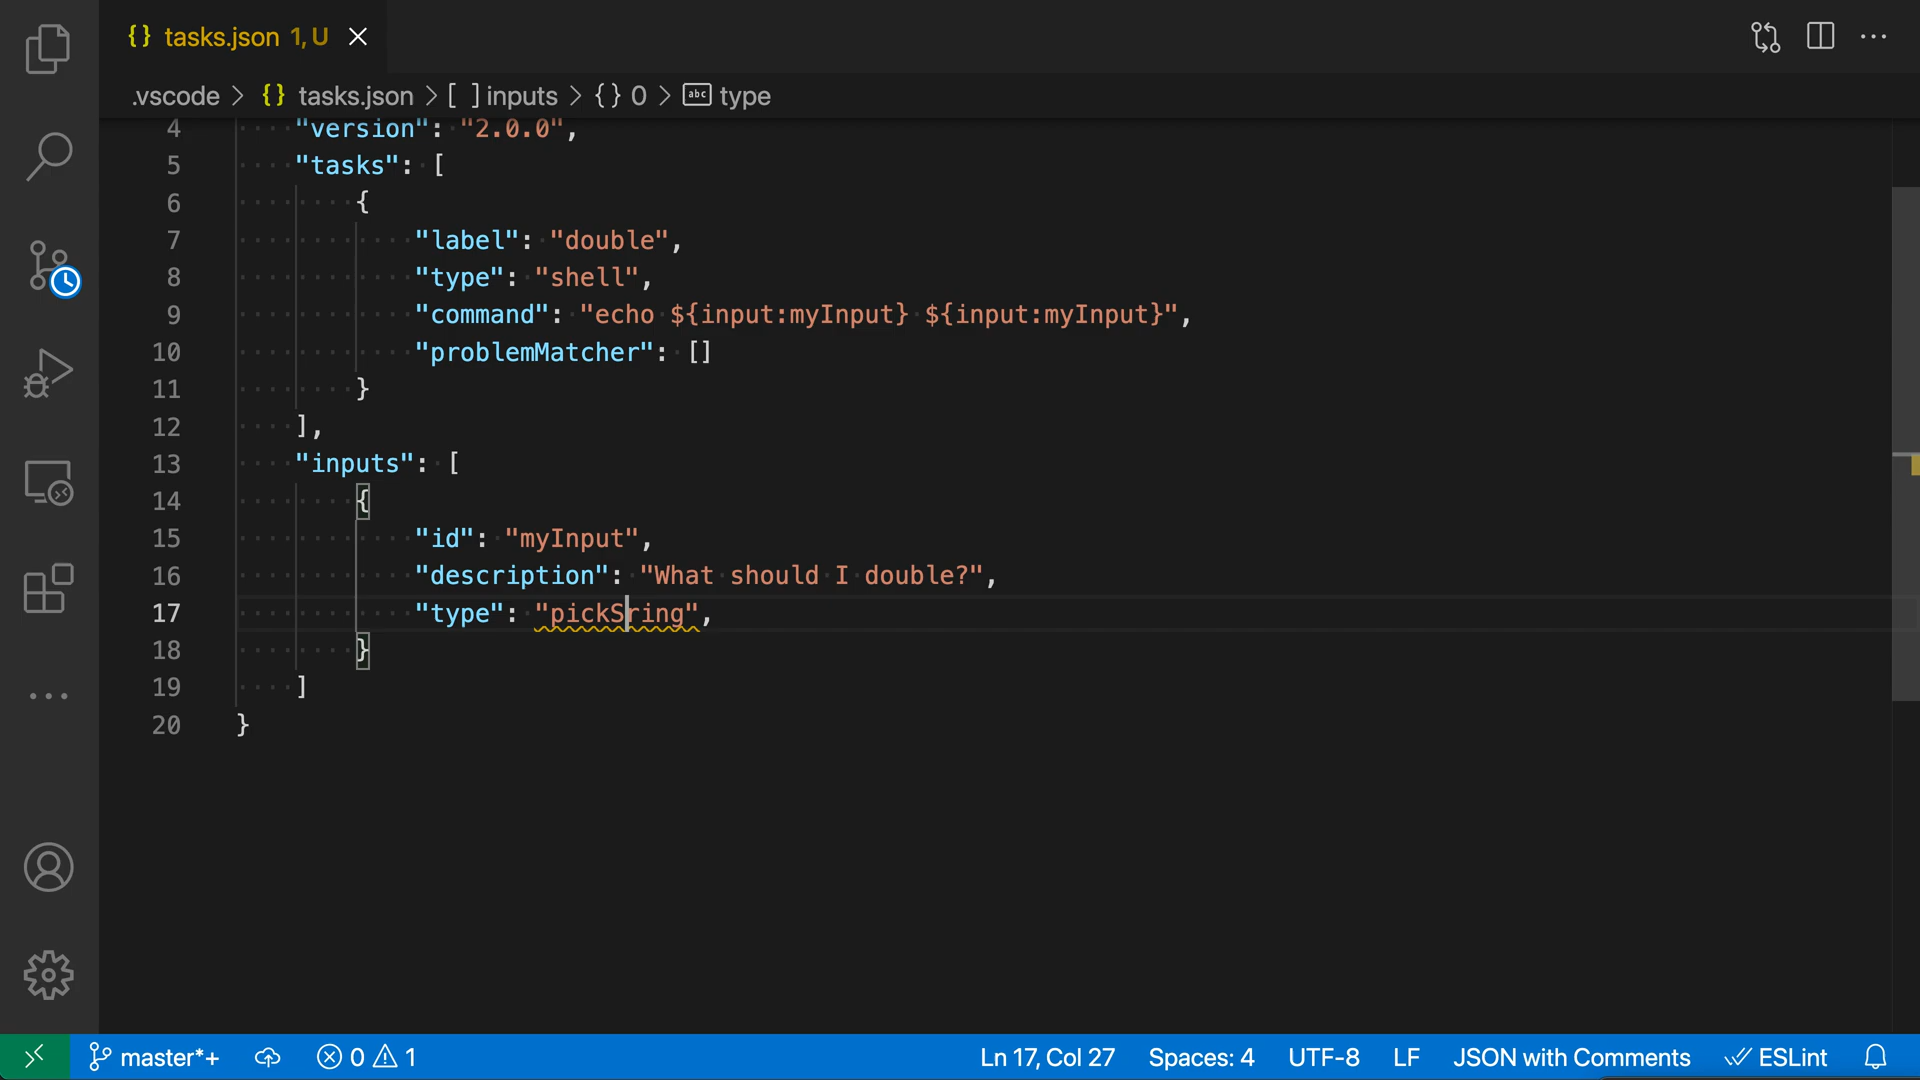 {} tasks.json 1, U
.vscode > {} tasks.json > [ ] inputs > {} 0 > abc type
4 "version": "2.0.0",
5 "tasks": [
6 {
7 "label": "double",
8 "type": "shell",
9 "command": "echo ${input:myInput} ${input:myInput}",
10 "problemMatcher": []
11 }
12 ],
13 "inputs": [
14 {
15 "id": "myInput",
16 "description": "What should I double?",
17 "type": "pickSring",
18 }
19 ]
20 }
master*+ 0 1 Ln 17, Col 27 Spaces: 4 UTF-8 LF JSON with Comments ESLint